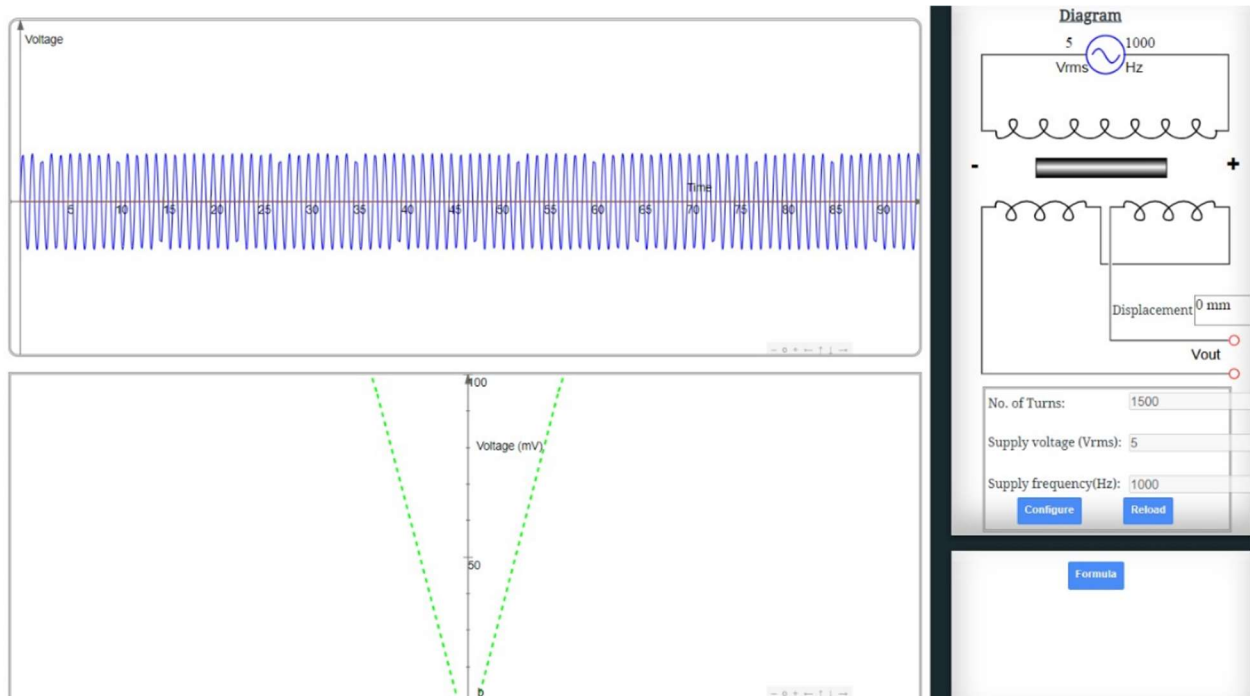 Voltage
Time
5 10 15 20 25 30 35 40 45 50 55 60 65 70 75 80 85 90
100
Voltage (mV)
50
0
Diagram
5 1000
Vrms Hz
- +
Displacement 0 mm
Vout
No. of Turns: 1500
Supply voltage (Vrms): 5
Supply frequency(Hz): 1000
Configure Reload
Formula